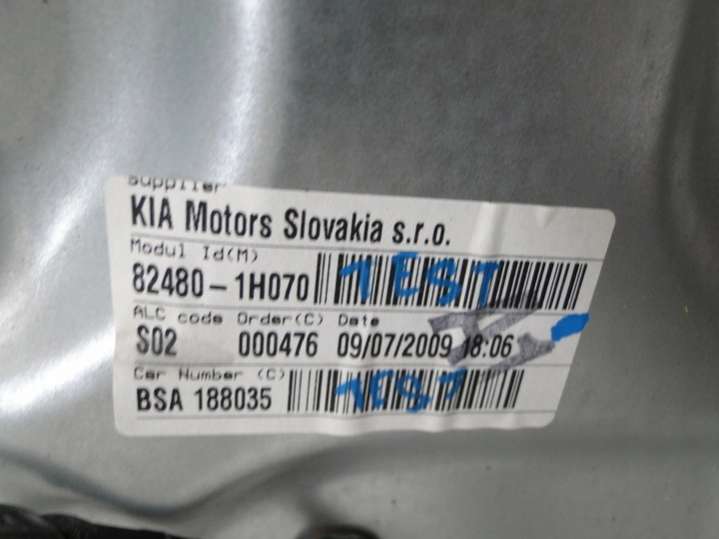 Supplier
KIA Motors Slovakia s.r.o.
Modul Id(M)
82480-1H070 TEST
ALC code Order(C) Date
S02 000476 09/07/2009 18:06
Car Number (C)
BSA 188035 TEST